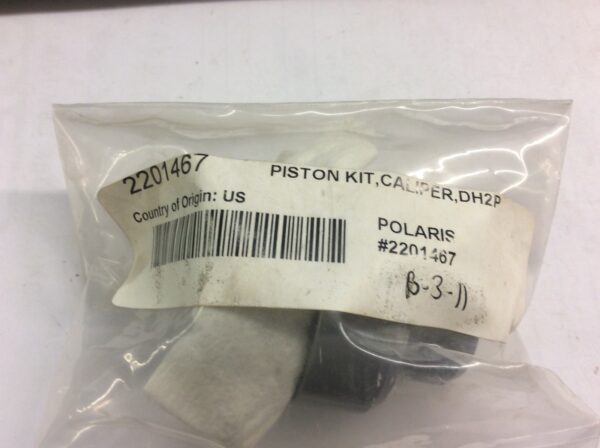 2201467 PISTON KIT,CALIPER,DH2P
Country of Origin: US
POLARIS
#2201467
B-3-11